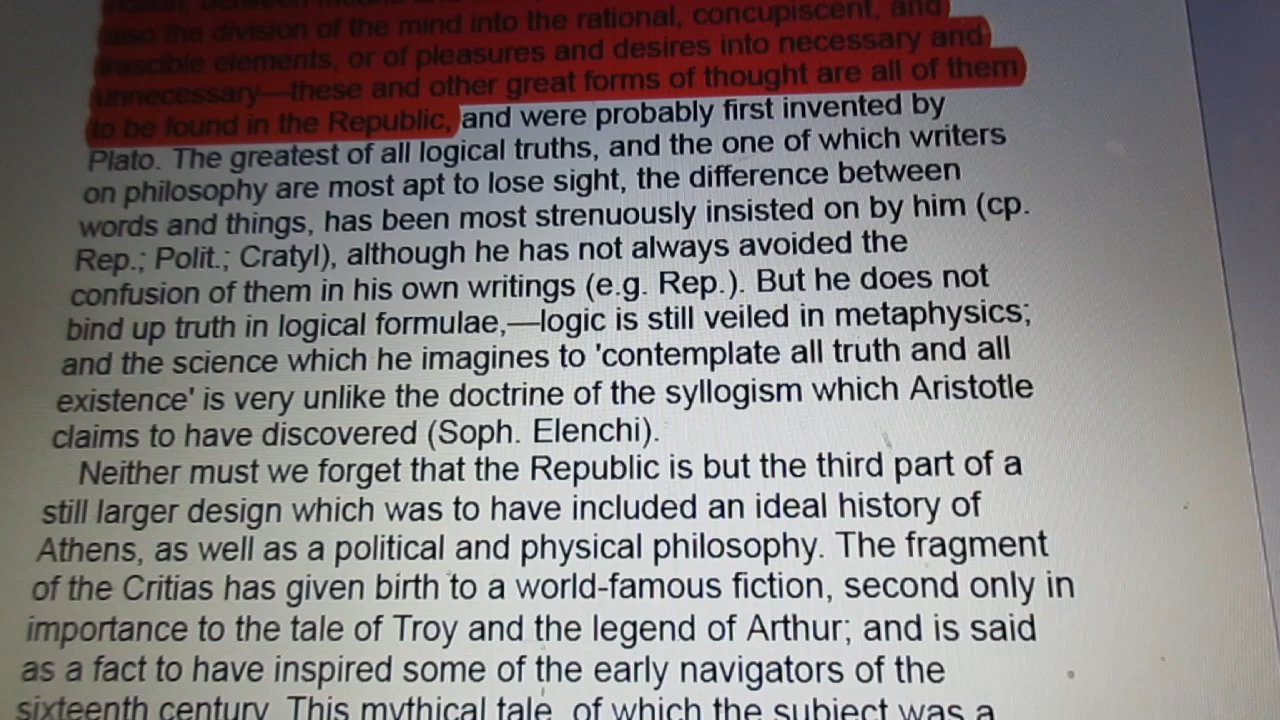 also the division of the mind into the rational, concupiscent, and
irascible elements, or of pleasures and desires into necessary and
unnecessary—these and other great forms of thought are all of them
to be found in the Republic, and were probably first invented by
Plato. The greatest of all logical truths, and the one of which writers
on philosophy are most apt to lose sight, the difference between
words and things, has been most strenuously insisted on by him (cp.
Rep.; Polit.; Cratyl), although he has not always avoided the
confusion of them in his own writings (e.g. Rep.). But he does not
bind up truth in logical formulae,—logic is still veiled in metaphysics;
and the science which he imagines to 'contemplate all truth and all
existence' is very unlike the doctrine of the syllogism which Aristotle
claims to have discovered (Soph. Elenchi).
Neither must we forget that the Republic is but the third part of a
still larger design which was to have included an ideal history of
Athens, as well as a political and physical philosophy. The fragment
of the Critias has given birth to a world-famous fiction, second only in
importance to the tale of Troy and the legend of Arthur; and is said
as a fact to have inspired some of the early navigators of the
sixteenth century. This mythical tale, of which the subject was a